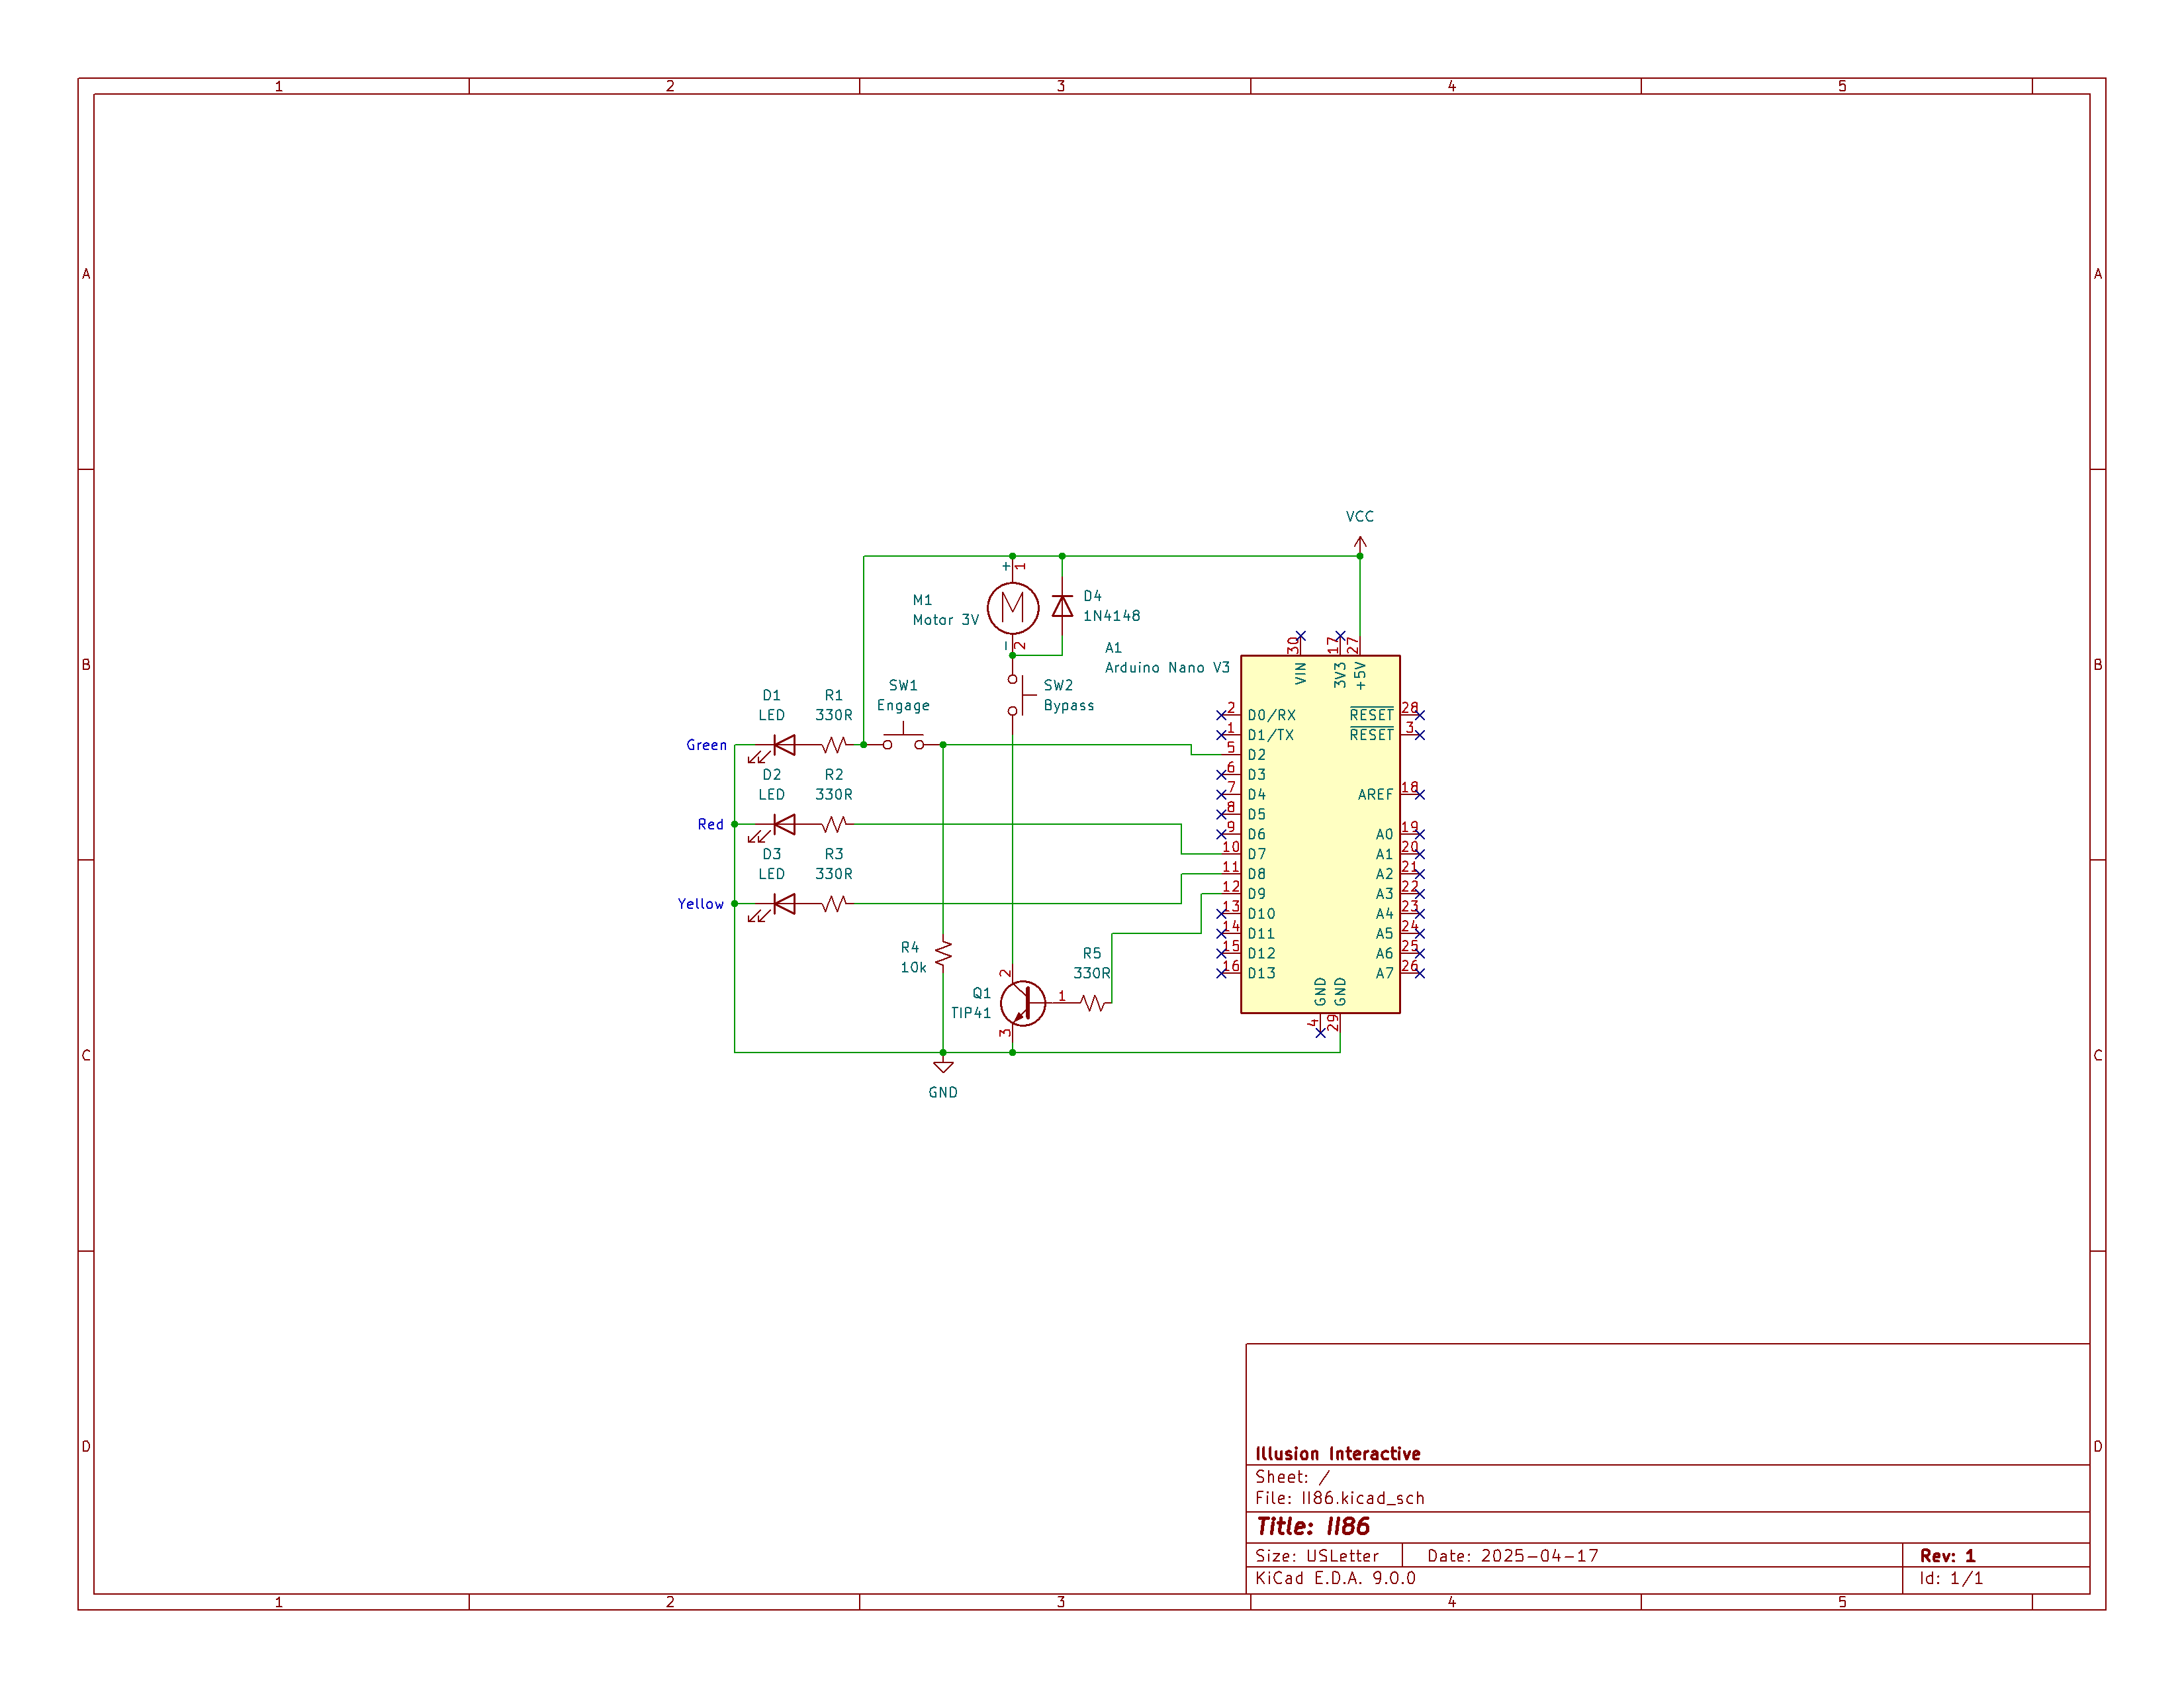 1 2 3 4 5
A A
VCC
+ 1
M1
Motor 3V
M
D4
1N4148
- 2
A1
Arduino Nano V3
30 17 27
VIN 3V3 +5V
B B
SW2
Bypass
SW1
Engage
D1
LED
R1
330R
Green
D2
LED
R2
330R
Red
D3
LED
R3
330R
Yellow
2 D0/RX RESET 28
1 D1/TX RESET 3
5 D2
6 D3
7 D4 AREF 18
8 D5
9 D6 A0 19
10 D7 A1 20
11 D8 A2 21
12 D9 A3 22
13 D10 A4 23
14 D11 A5 24
15 D12 A6 25
16 D13 A7 26
GND GND
4 29
R4
10k
R5
330R
2
Q1
TIP41
1
3
GND
C C
D D
Illusion Interactive
Sheet: /
File: II86.kicad_sch
Title: II86
Size: USLetter Date: 2025-04-17 Rev: 1
KiCad E.D.A. 9.0.0 Id: 1/1
1 2 3 4 5